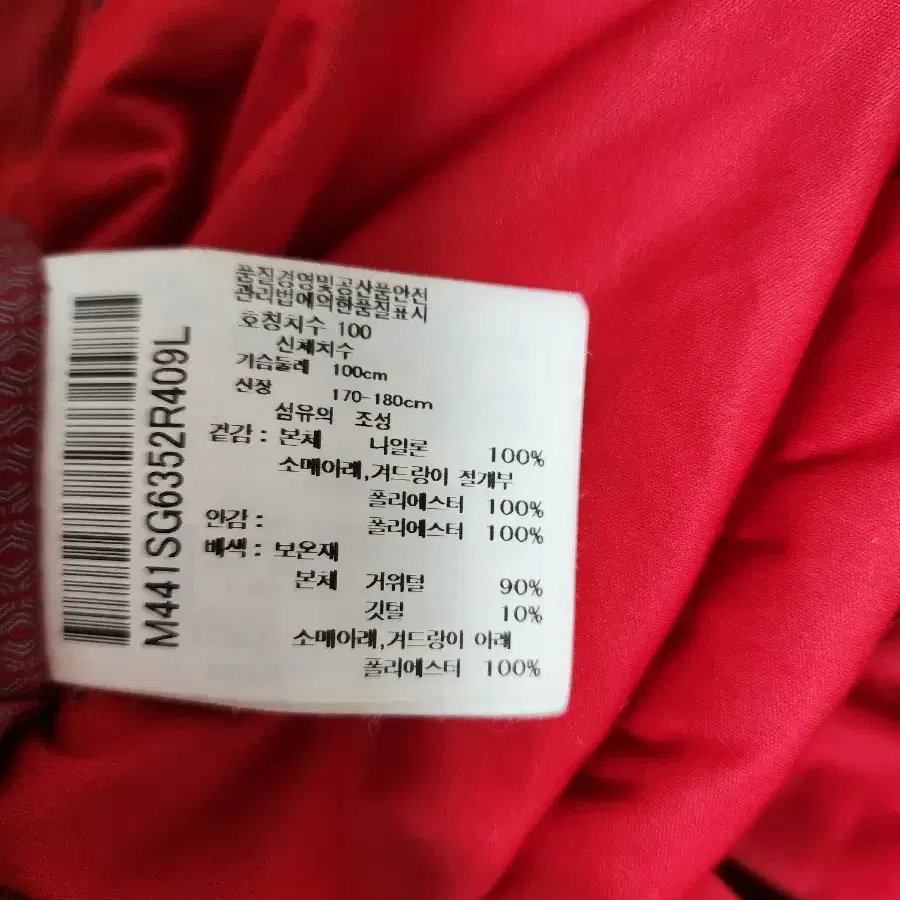 품질경영및공산품안전
관리법에의한품질표시
호칭치수 100
신체치수
가슴둘레 100cm
신장 170-180cm
섬유의 조성
겉감 : 본체 나일론 100%
소매아래,겨드랑이 절개부
폴리에스터 100%
안감 : 폴리에스터 100%
배색 : 보온재
본체 거위털 90%
깃털 10%
소매아래,겨드랑이 아래
폴리에스터 100%
M441SG6352R409L